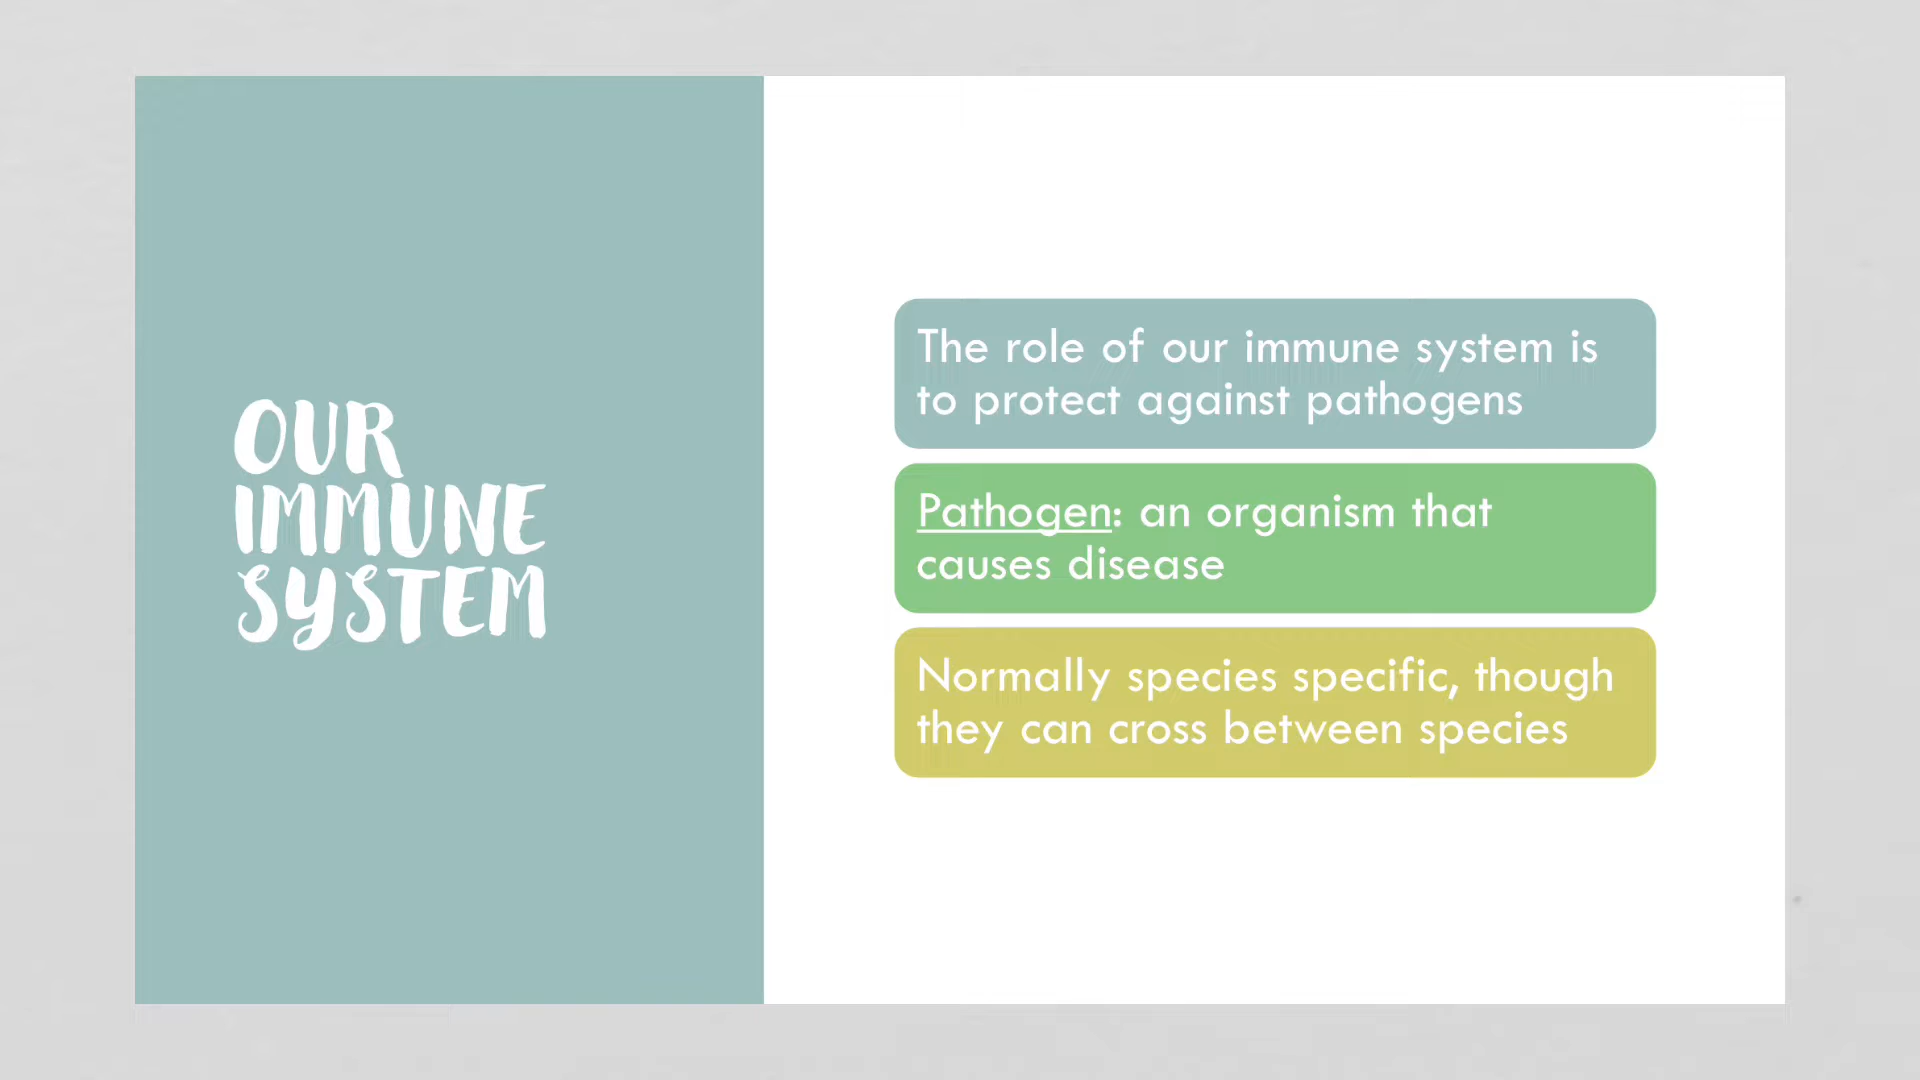 OUR
IMMUNE
SYSTEM
The role of our immune system is
to protect against pathogens
Pathogen: an organism that
causes disease
Normally species specific, though
they can cross between species